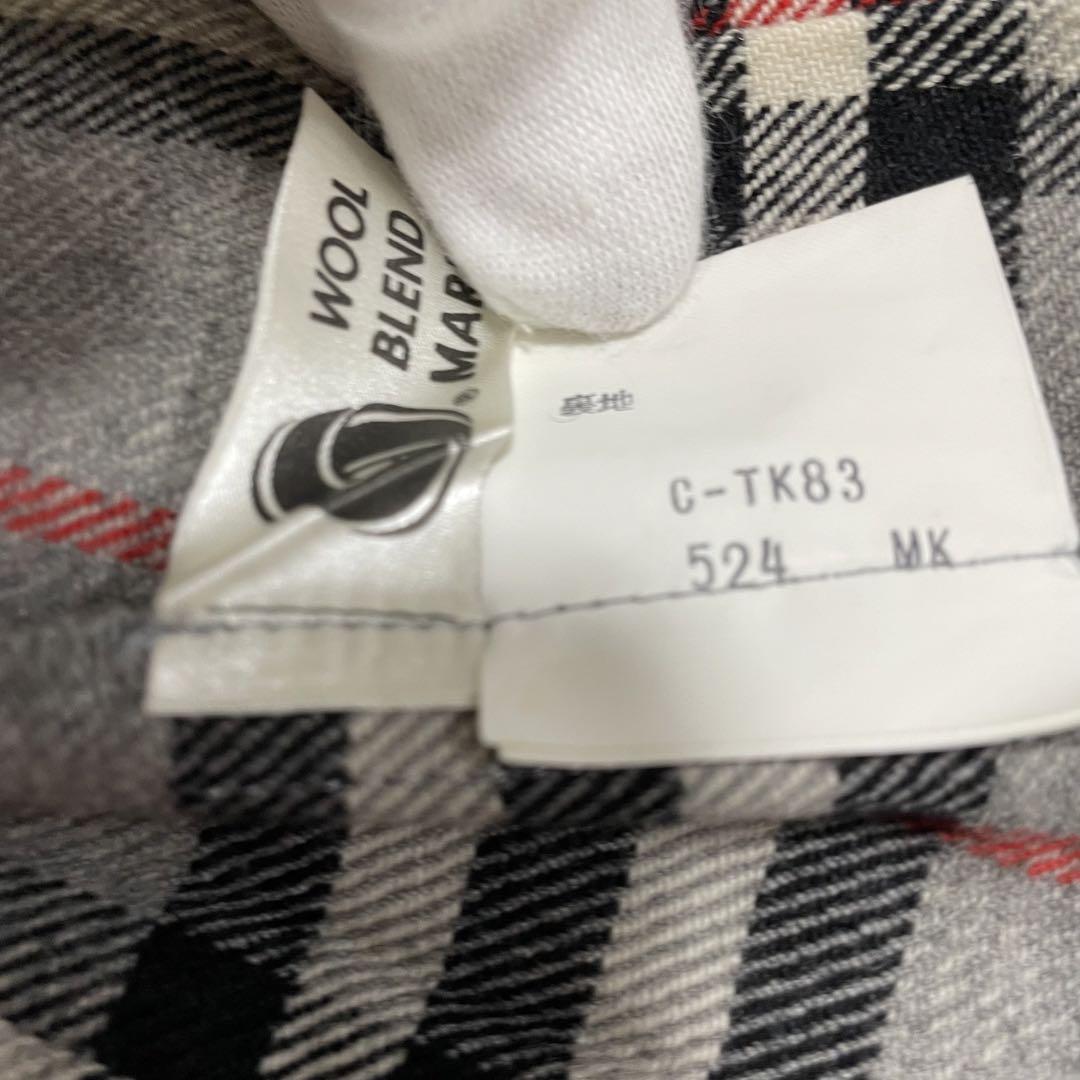 WOOL
BLEND
裏地
C-TK83
524 MK